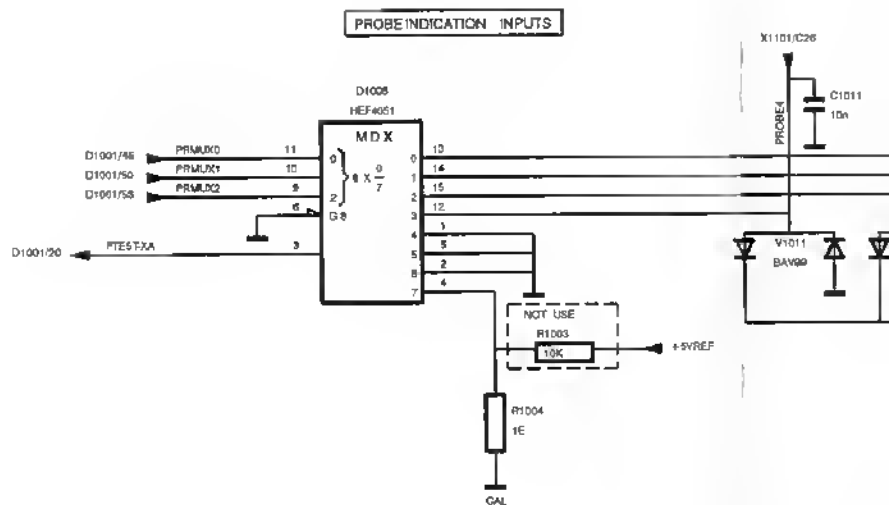 PROBE INDICATION INPUTS
X1101/C26
D1008
HEF4051
C1011
10n
PROBE4
MDX
D1001/46 PRMUX0 11 0 0 13
D1001/50 PRMUX1 10 8 X 0/7 1 14
D1001/58 PRMUX2 9 2 2 15
6 G8 3 12
4 1
D1001/20 PTEST-XA 3 5 5
6 2
7 4
V1011
BAV99
NOT USE
R1003
10K
+5VREF
R1004
1E
CAL